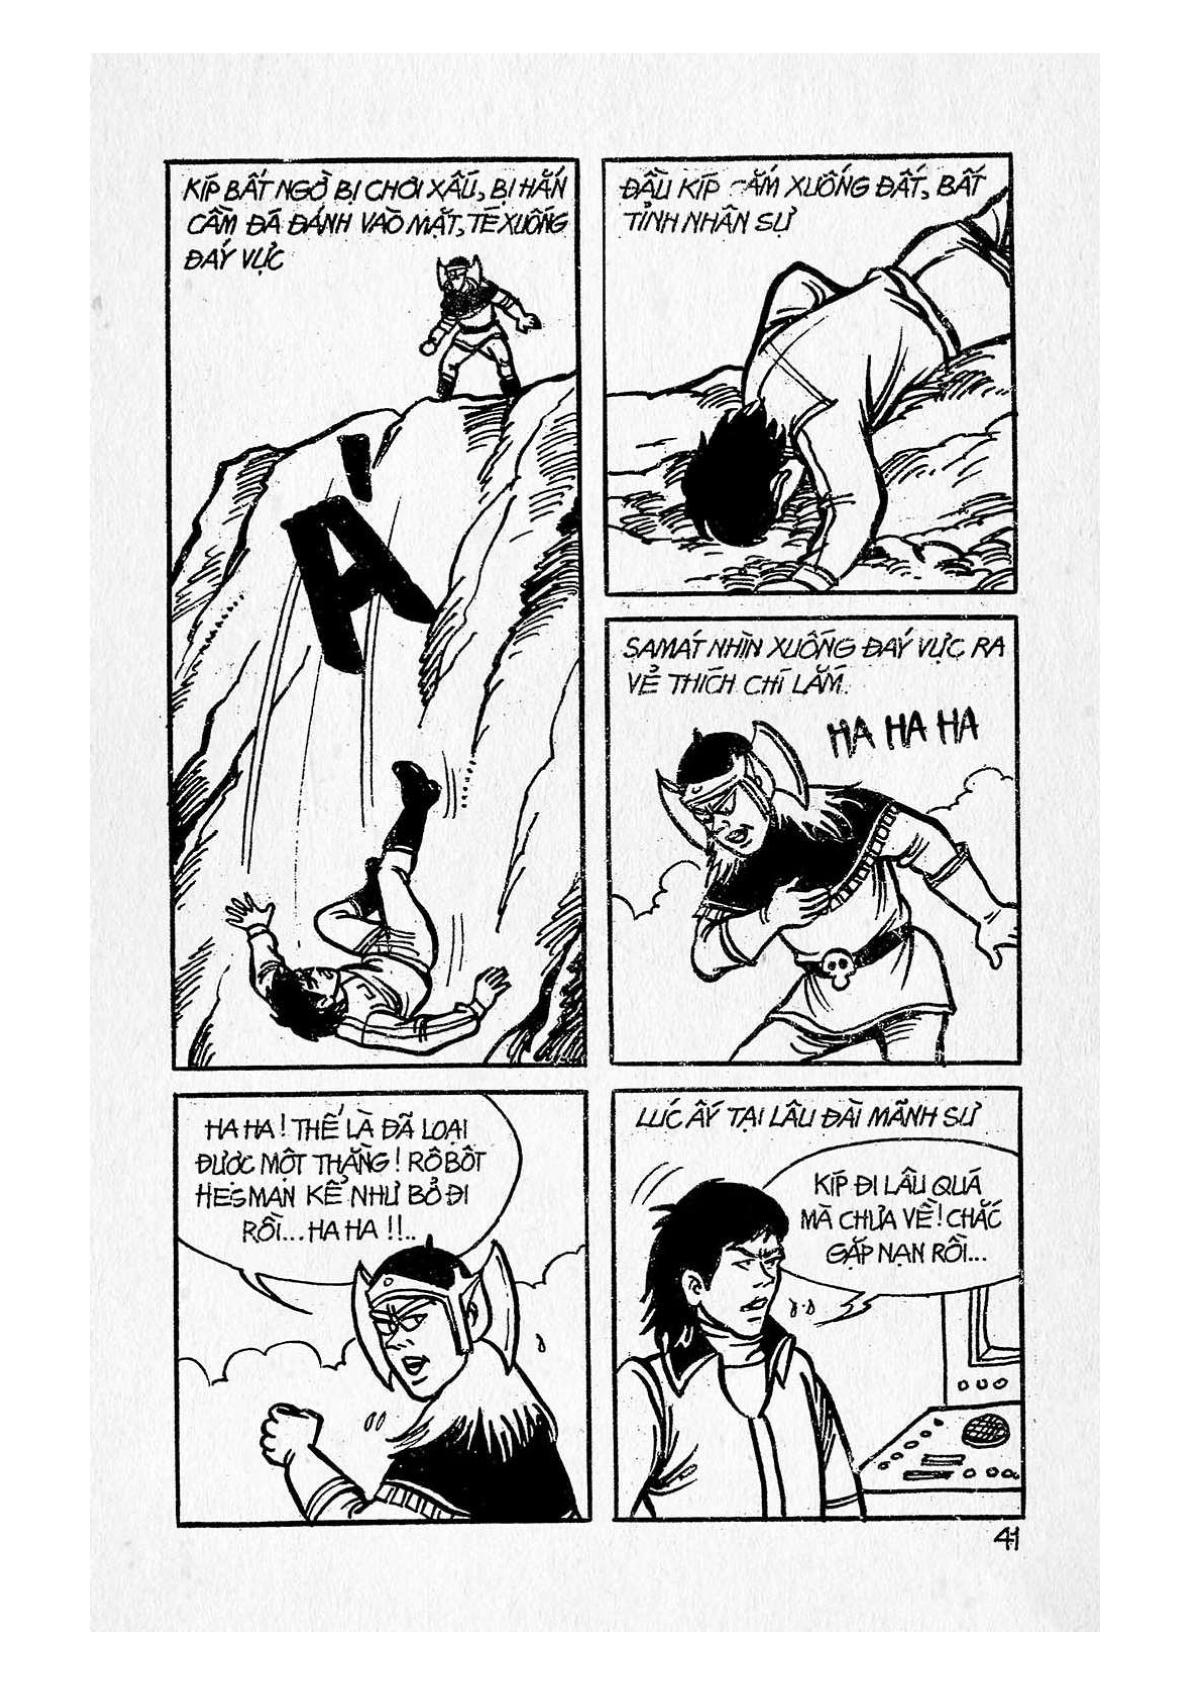 KÍP BẤT NGỜ BỊ CHƠI XẤU, BỊ HẮN
CẦM ĐÁ ĐÁNH VÀO MẶT, TÉ XUỐNG
ĐÁY VỰC
Á
ĐẦU KÍP CẮM XUỐNG ĐẤT, BẤT
TỈNH NHÂN SỰ
SAMÁT NHÌN XUỐNG ĐÁY VỰC RA
VẺ THÍCH CHÍ LẮM.
HA HA HA
HA HA! THẾ LÀ ĐÃ LOẠI
ĐƯỢC MỘT THẰNG! RÔBỐT
HESMAN KỂ NHƯ BỎ ĐI
RỒI...HA HA!!..
LÚC ẤY TẠI LÂU ĐÀI MÃNH SƯ
KÍP ĐI LÂU QUÁ
MÀ CHƯA VỀ! CHẮC
GẶP NẠN RỒI...
41